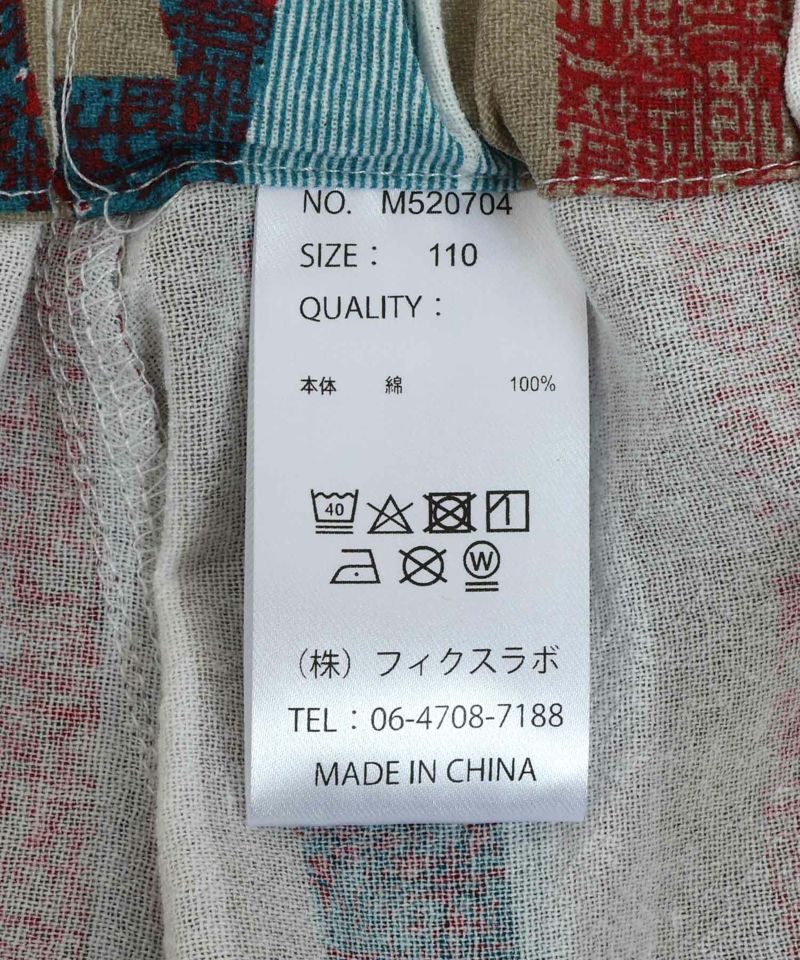 NO. M520704
SIZE： 110
QUALITY：
本体 綿 100%
40
W
（株）フィクスラボ
TEL：06-4708-7188
MADE IN CHINA